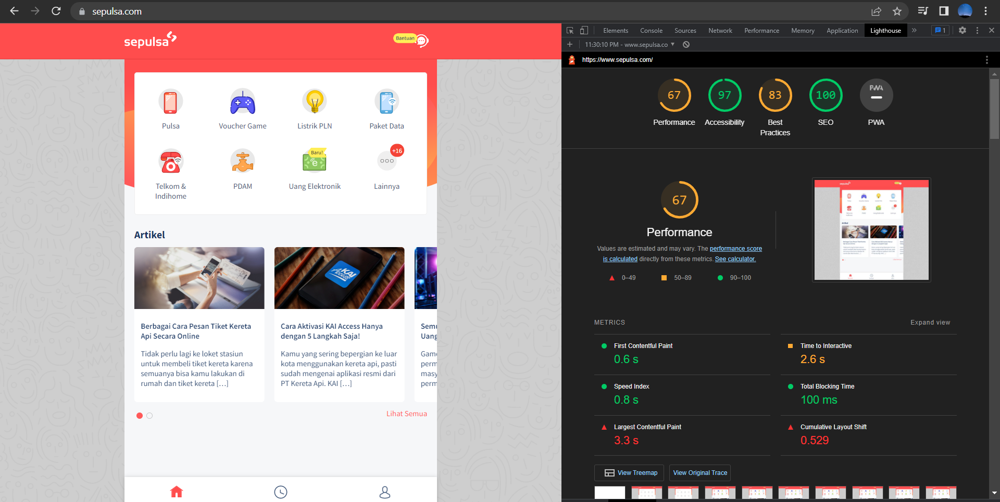 sepulsa.com
sepulsa
Bantuan
Pulsa
Voucher Game
Listrik PLN
Paket Data
Baru!
+16
Telkom &
Indihome
PDAM
Uang Elektronik
Lainnya
Artikel
KAI
Access
Berbagai Cara Pesan Tiket Kereta
Api Secara Online
Tidak perlu lagi ke loket stasiun
untuk membeli tiket kereta karena
semuanya bisa kamu lakukan di
rumah dan tiket kereta […]
Cara Aktivasi KAI Access Hanya
dengan 5 Langkah Saja!
Kamu yang sering bepergian ke luar
kota menggunakan kereta api, pasti
sudah mengenai aplikasi resmi dari
PT Kereta Api. KAI […]
Semu
Uang
Game
perm
masy
perm
Lihat Semua
Elements
Console
Sources
Network
Performance
Memory
Application
Lighthouse
1
11:30:10 PM - www.sepulsa.co
https://www.sepulsa.com/
67
97
83
100
PWA
Performance
Accessibility
Best
Practices
SEO
PWA
67
Performance
Values are estimated and may vary. The performance score
is calculated directly from these metrics. See calculator.
0–49
50–89
90–100
METRICS
Expand view
First Contentful Paint
0.6 s
Time to Interactive
2.6 s
Speed Index
0.8 s
Total Blocking Time
100 ms
Largest Contentful Paint
3.3 s
Cumulative Layout Shift
0.529
View Treemap
View Original Trace